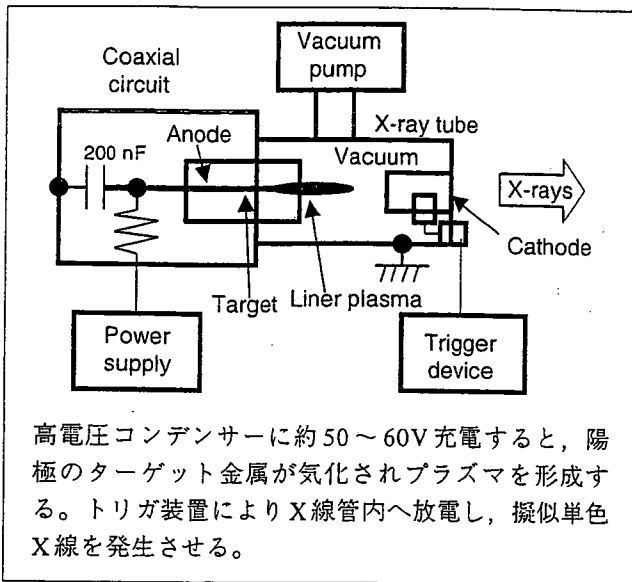 Vacuum
pump
Coaxial
circuit
X-ray tube
Anode
Vacuum
200 nF
X-rays
Cathode
Target
Liner plasma
Power
supply
Trigger
device
高電圧コンデンサーに約50～60V充電すると，陽
極のターゲット金属が気化されプラズマを形成す
る。トリガ装置によりX線管内へ放電し，擬似単色
X線を発生させる。